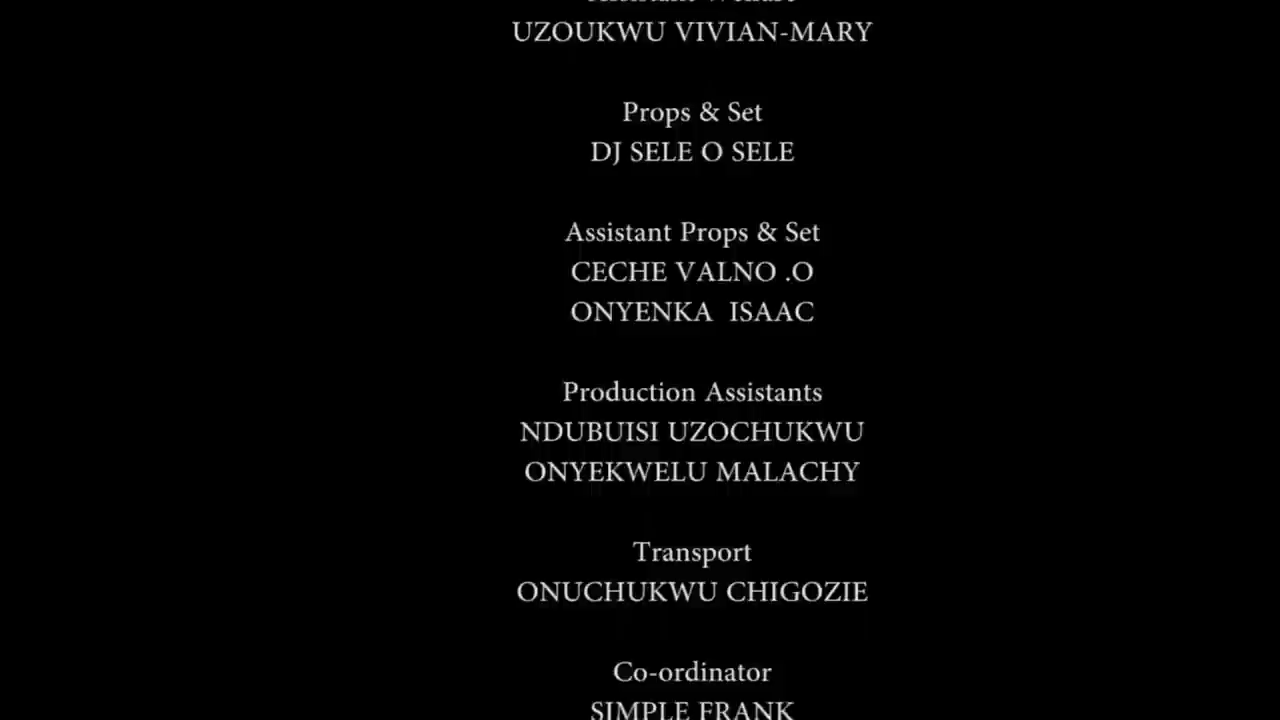 UZOUKWU VIVIAN-MARY
Props & Set
DJ SELE O SELE
Assistant Props & Set
CECHE VALNO .O
ONYENKA  ISAAC
Production Assistants
NDUBUISI UZOCHUKWU
ONYEKWELU MALACHY
Transport
ONUCHUKWU CHIGOZIE
Co-ordinator
SIMPLE FRANK